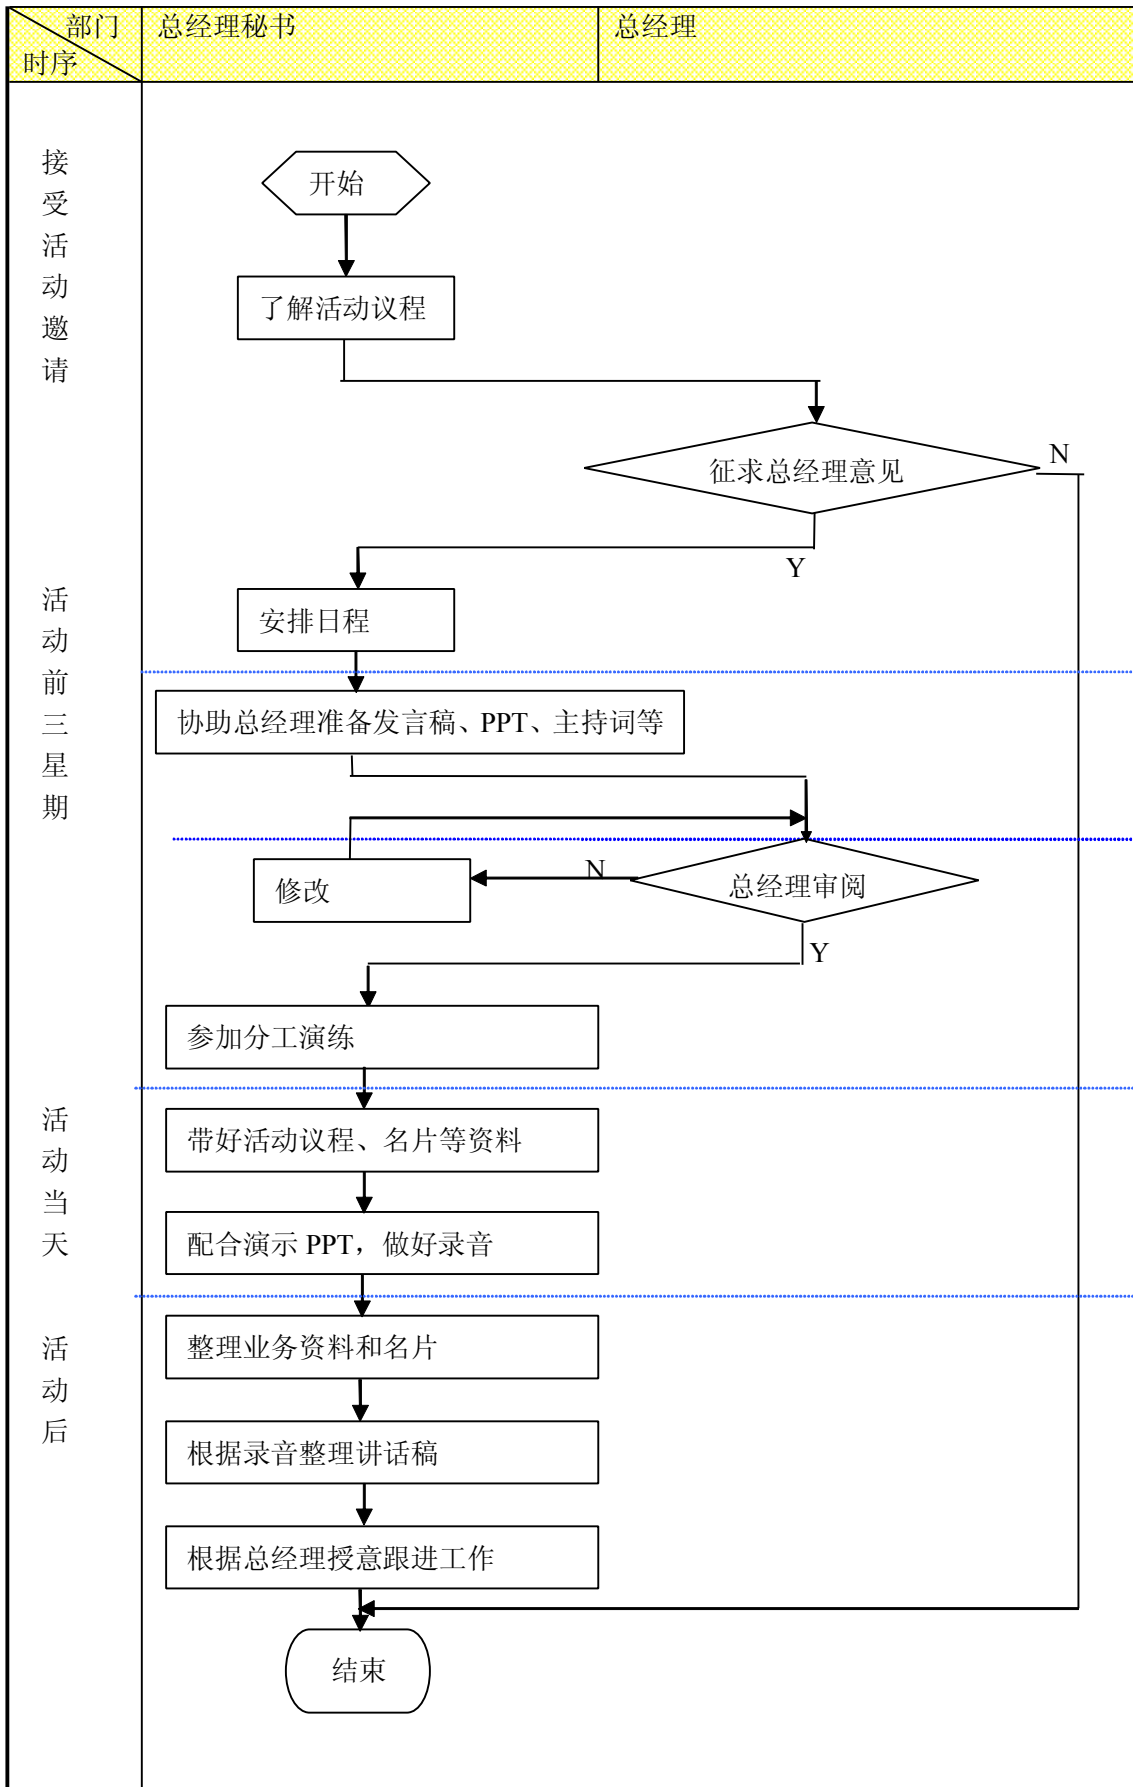 部门
时序
总经理秘书
总经理
接受活动邀请
开始
了解活动议程
征求总经理意见
N
Y
安排日程
活动前三星期
协助总经理准备发言稿、PPT、主持词等
修改
N
总经理审阅
Y
参加分工演练
活动当天
带好活动议程、名片等资料
配合演示 PPT，做好录音
活动后
整理业务资料和名片
根据录音整理讲话稿
根据总经理授意跟进工作
结束